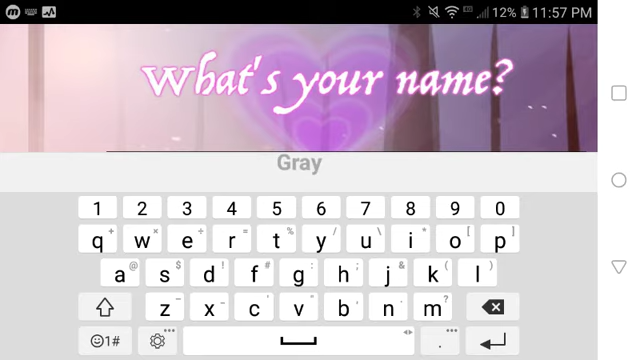 12% 11:57 PM
What's your name?
Gray
1 2 3 4 5 6 7 8 9 0
q + w × e ÷ r = t % y / u \ i * o [ p ]
a @ s $ d ! f # g : h ; j & k ( l )
z - x _ c ' v " b , n . m ?
☺1# .